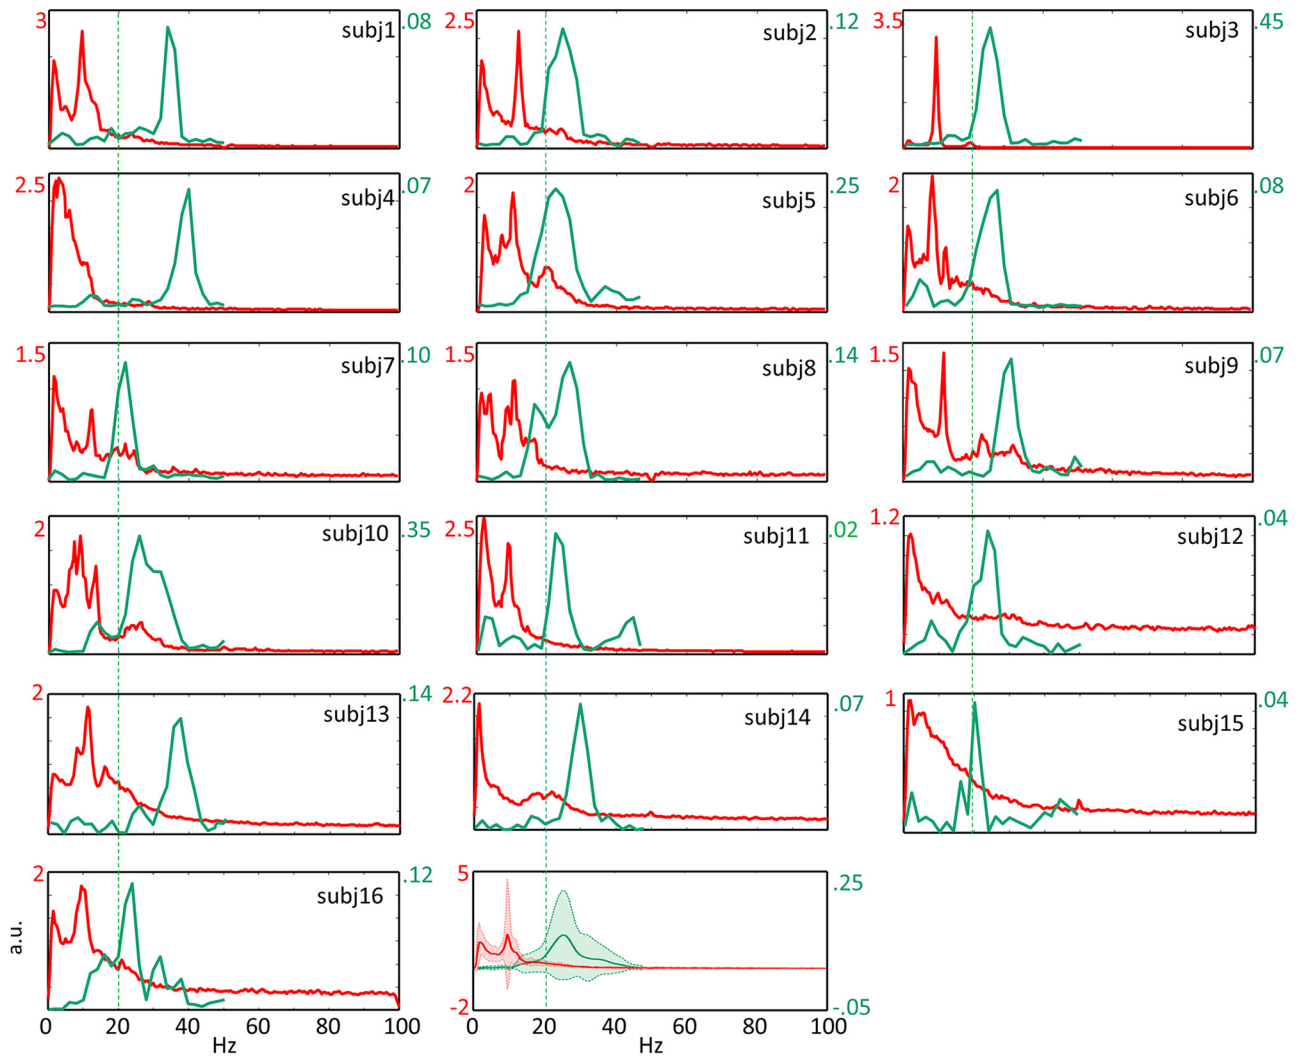 3 subj1 .08
2.5 subj2 .12
3.5 subj3 .45
2.5 subj4 .07
2 subj5 .25
2 subj6 .08
1.5 subj7 .10
1.5 subj8 .14
1.5 subj9 .07
2 subj10 .35
2.5 subj11 .02
1.2 subj12 .04
2 subj13 .14
2.2 subj14 .07
1 subj15 .04
2 subj16 .12
a.u.
0 20 40 60 80 100
Hz
5 .25
-2 -.05
0 20 40 60 80 100
Hz